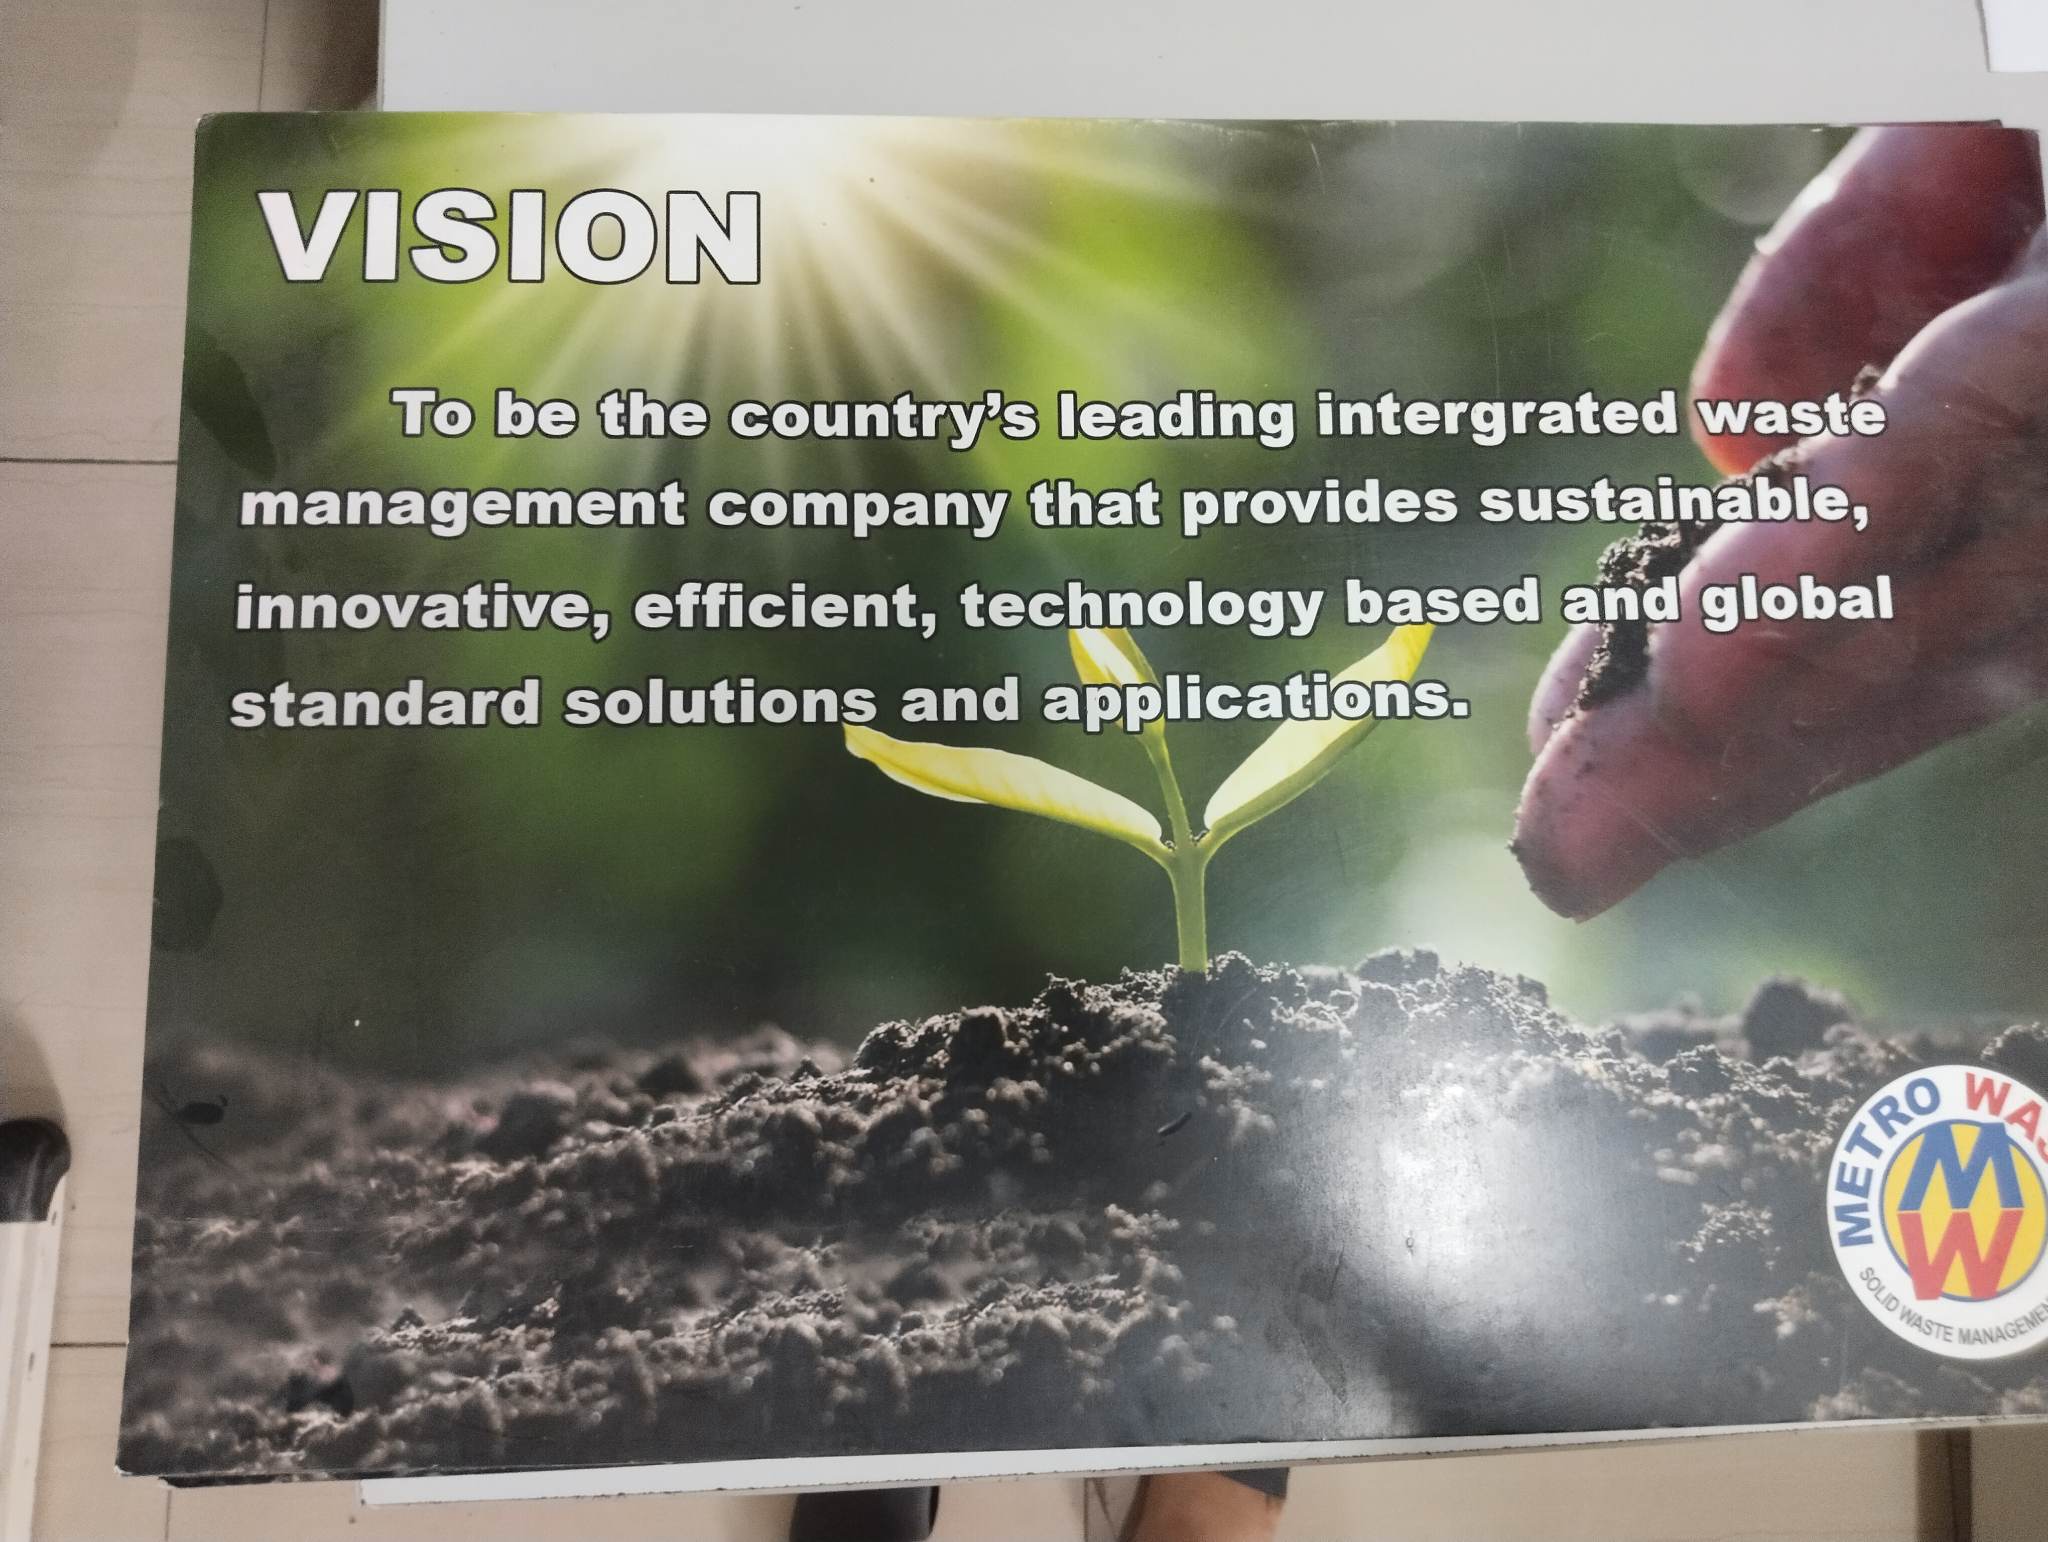 VISION
To be the country's leading intergrated waste
management company that provides sustainable,
innovative, efficient, technology based and global
standard solutions and applications.
METRO
MW
SOLID WASTE